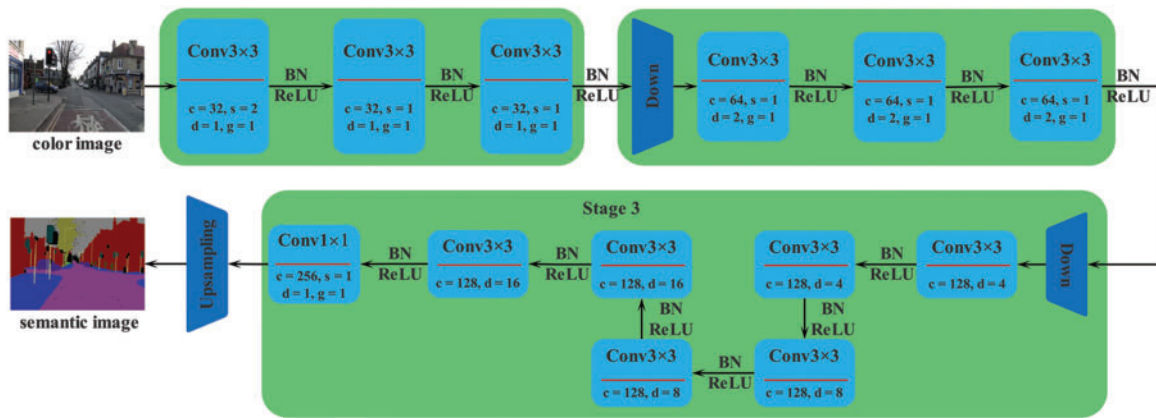 Conv3×3
c = 32, s = 2
d = 1, g = 1
BN
ReLU
Conv3×3
c = 32, s = 1
d = 1, g = 1
BN
ReLU
Conv3×3
c = 32, s = 1
d = 1, g = 1
BN
ReLU
Down
Conv3×3
c = 64, s = 1
d = 2, g = 1
BN
ReLU
Conv3×3
c = 64, s = 1
d = 2, g = 1
BN
ReLU
Conv3×3
c = 64, s = 1
d = 2, g = 1
BN
ReLU
color image
Stage 3
Down
Conv3×3
c = 128, d = 4
BN
ReLU
Conv3×3
c = 128, d = 4
BN
ReLU
Conv3×3
c = 128, d = 8
BN
ReLU
Conv3×3
c = 128, d = 8
BN
ReLU
Conv3×3
c = 128, d = 16
BN
ReLU
Conv3×3
c = 128, d = 16
BN
ReLU
Conv1×1
c = 256, s = 1
d = 1, g = 1
Upsampling
semantic image